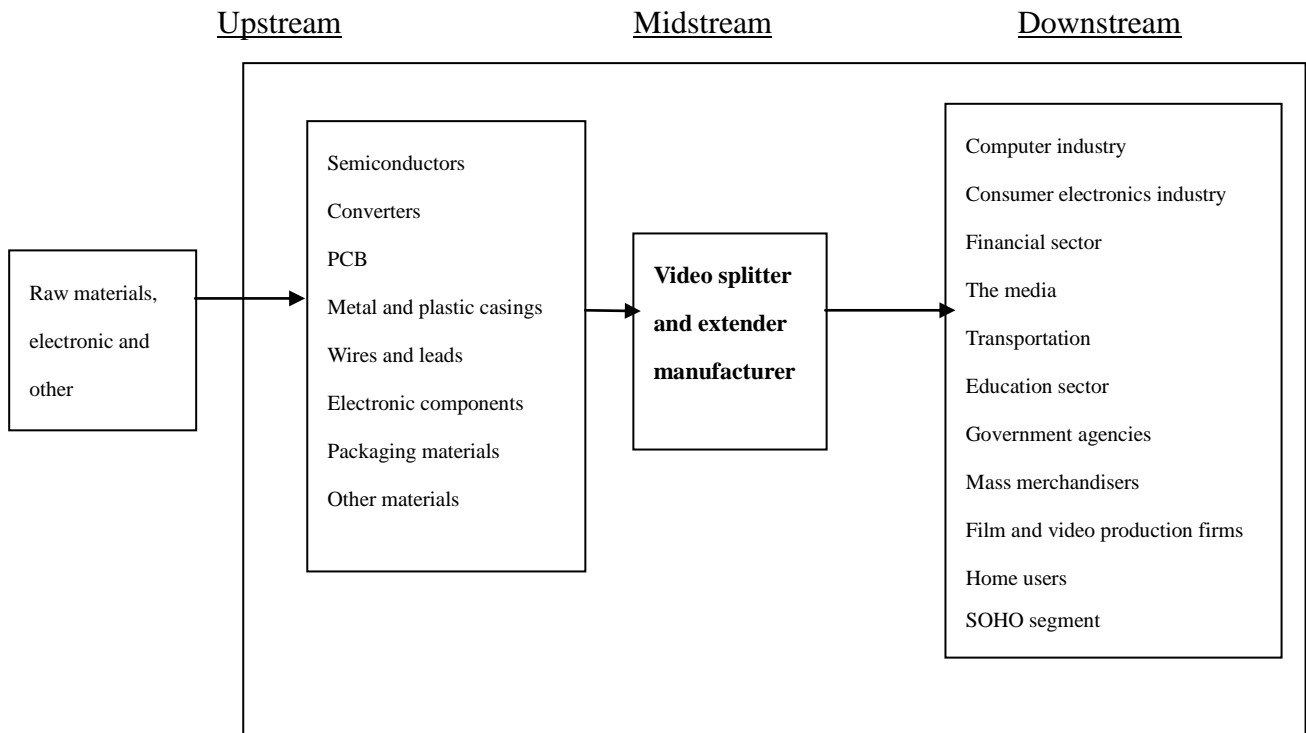 Upstream
Midstream
Downstream
Raw materials,
electronic and
other
Semiconductors
Converters
PCB
Metal and plastic casings
Wires and leads
Electronic components
Packaging materials
Other materials
Video splitter
and extender
manufacturer
Computer industry
Consumer electronics industry
Financial sector
The media
Transportation
Education sector
Government agencies
Mass merchandisers
Film and video production firms
Home users
SOHO segment